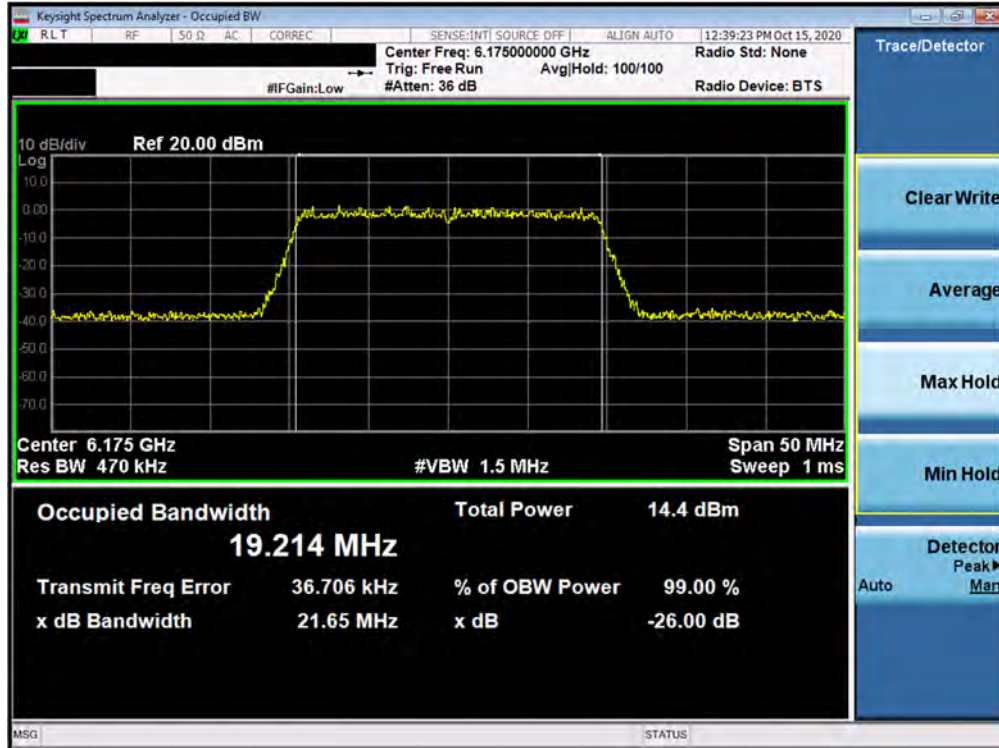 Keysight Spectrum Analyzer - Occupied BW
LXI RLT RF 50 Ω AC CORREC SENSE:INT SOURCE OFF ALIGN AUTO 12:39:23 PM Oct 15, 2020
Center Freq: 6.175000000 GHz Radio Std: None
Trig: Free Run Avg|Hold: 100/100
#IFGain:Low #Atten: 36 dB Radio Device: BTS
Trace/Detector
10 dB/div Ref 20.00 dBm
Log
10.0
0.00
-10.0
-20.0
-30.0
-40.0
-50.0
-60.0
-70.0
Center 6.175 GHz Span 50 MHz
Res BW 470 kHz #VBW 1.5 MHz Sweep 1 ms
Occupied Bandwidth Total Power 14.4 dBm
19.214 MHz
Transmit Freq Error 36.706 kHz % of OBW Power 99.00 %
x dB Bandwidth 21.65 MHz x dB -26.00 dB
Clear Write
Average
Max Hold
Min Hold
Detector
Peak
Auto Man
MSG STATUS